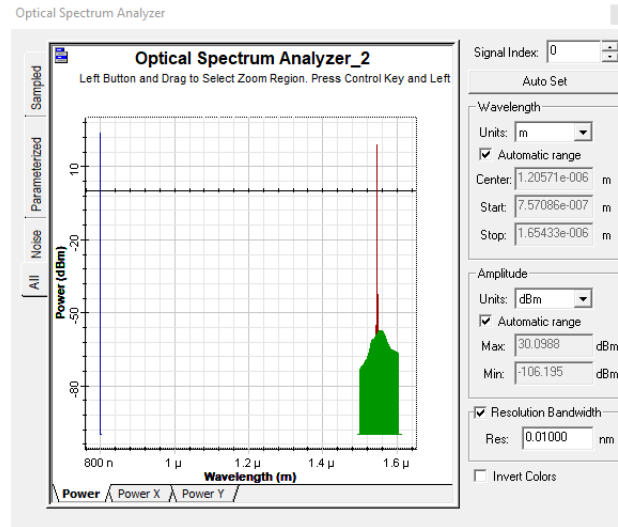 Optical Spectrum Analyzer
Sampled
Parameterized
Noise
All
Optical Spectrum Analyzer_2
Left Button and Drag to Select Zoom Region. Press Control Key and Left
Power (dBm)
10
-20
-50
-80
800 n 1 µ 1.2 µ 1.4 µ 1.6 µ
Wavelength (m)
Power Power X Power Y
Signal Index: 0
Auto Set
Wavelength
Units: m
Automatic range
Center: 1.20571e-006 m
Start: 7.57086e-007 m
Stop: 1.65433e-006 m
Amplitude
Units: dBm
Automatic range
Max: 30.0988 dBm
Min: -106.195 dBm
Resolution Bandwidth
Res: 0.01000 nm
Invert Colors